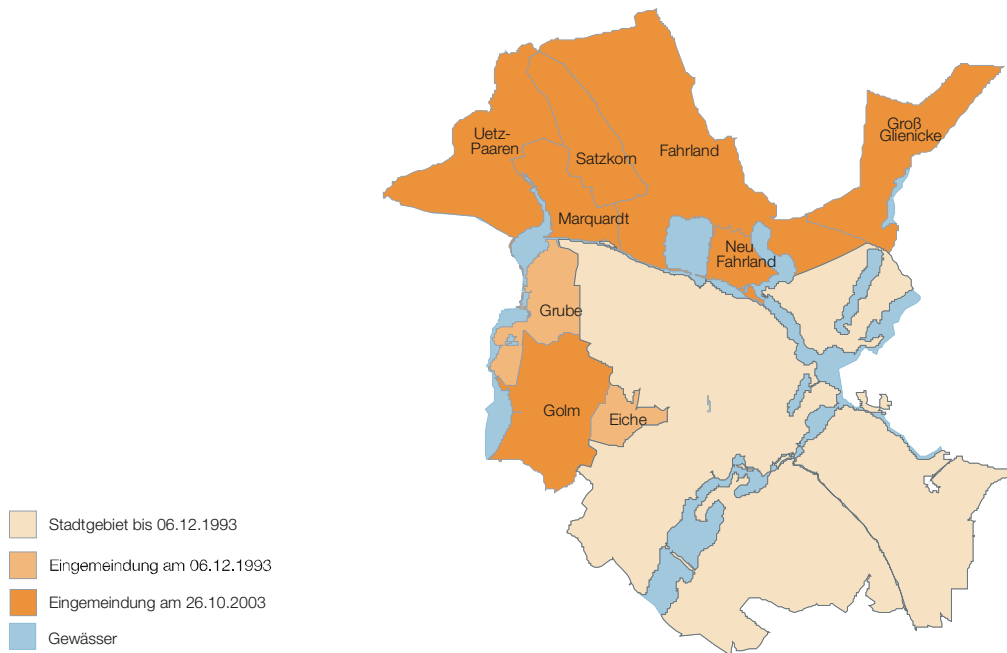 Uetz-
Paaren
Satzkorn
Fahrland
Groß
Glienicke
Marquardt
Neu
Fahrland
Grube
Golm
Eiche
Stadtgebiet bis 06.12.1993
Eingemeindung am 06.12.1993
Eingemeindung am 26.10.2003
Gewässer